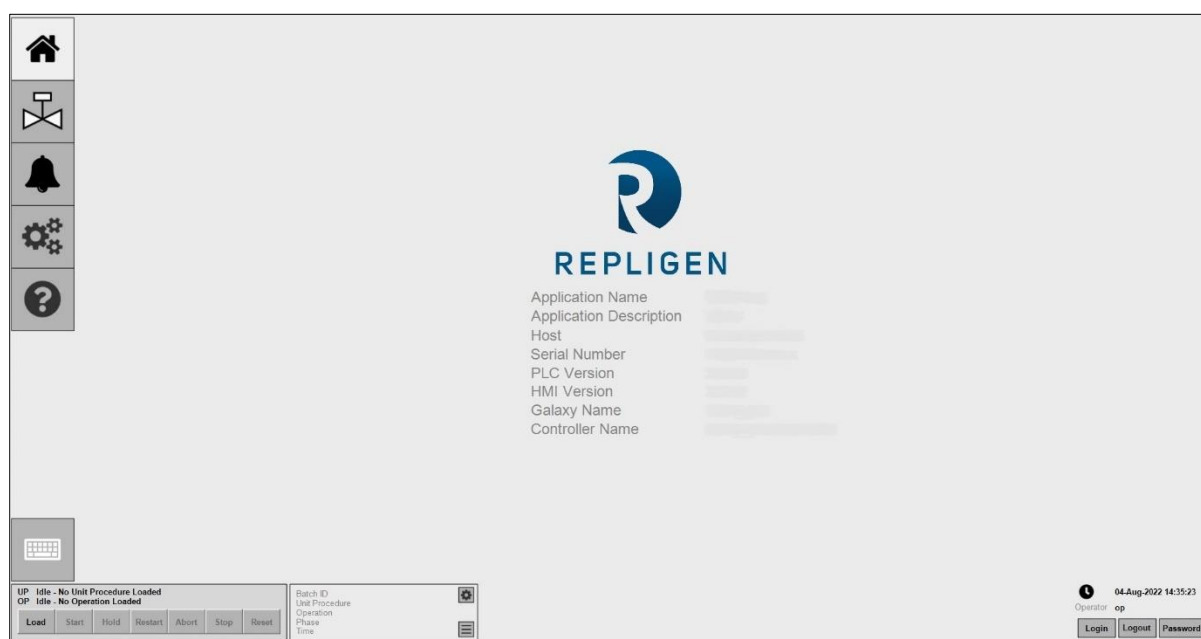 REPLIGEN
Application Name
Application Description
Host
Serial Number
PLC Version
HMI Version
Galaxy Name
Controller Name
UP Idle - No Unit Procedure Loaded
OP Idle - No Operation Loaded
Load Start Hold Restart Abort Stop Reset
Batch ID
Unit Procedure
Operation
Phase
Time
04-Aug-2022 14:35:23
Operator op
Login Logout Password